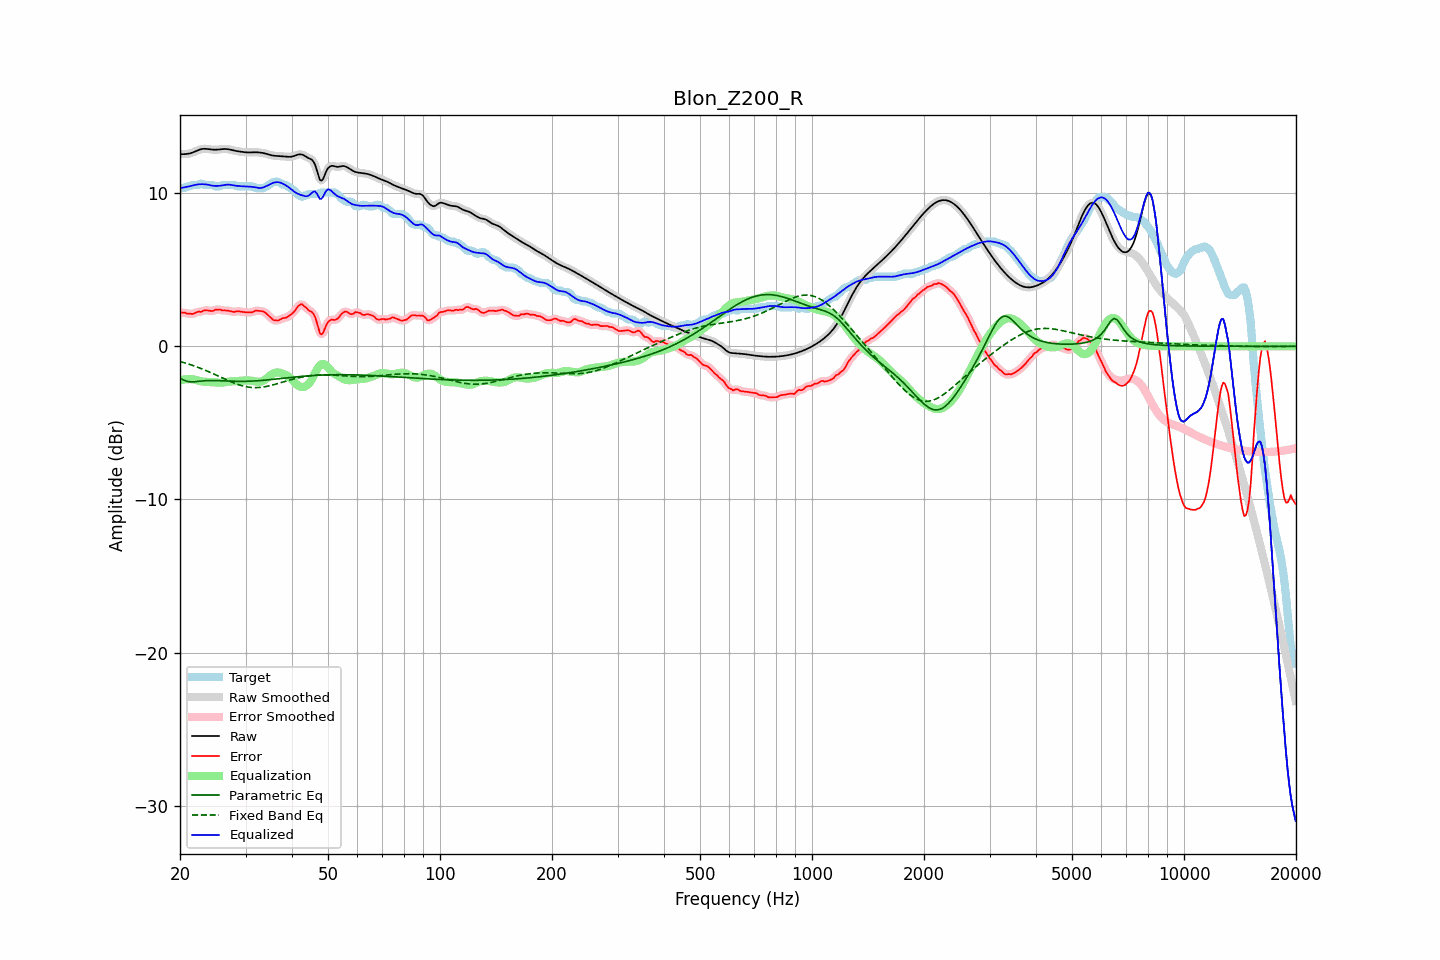 Blon_Z200_R
Amplitude (dBr)
10
0
−10
−20
−30
Target
Raw Smoothed
Error Smoothed
Raw
Error
Equalization
Parametric Eq
Fixed Band Eq
Equalized
20 50 100 200 500 1000 2000 5000 10000 20000
Frequency (Hz)